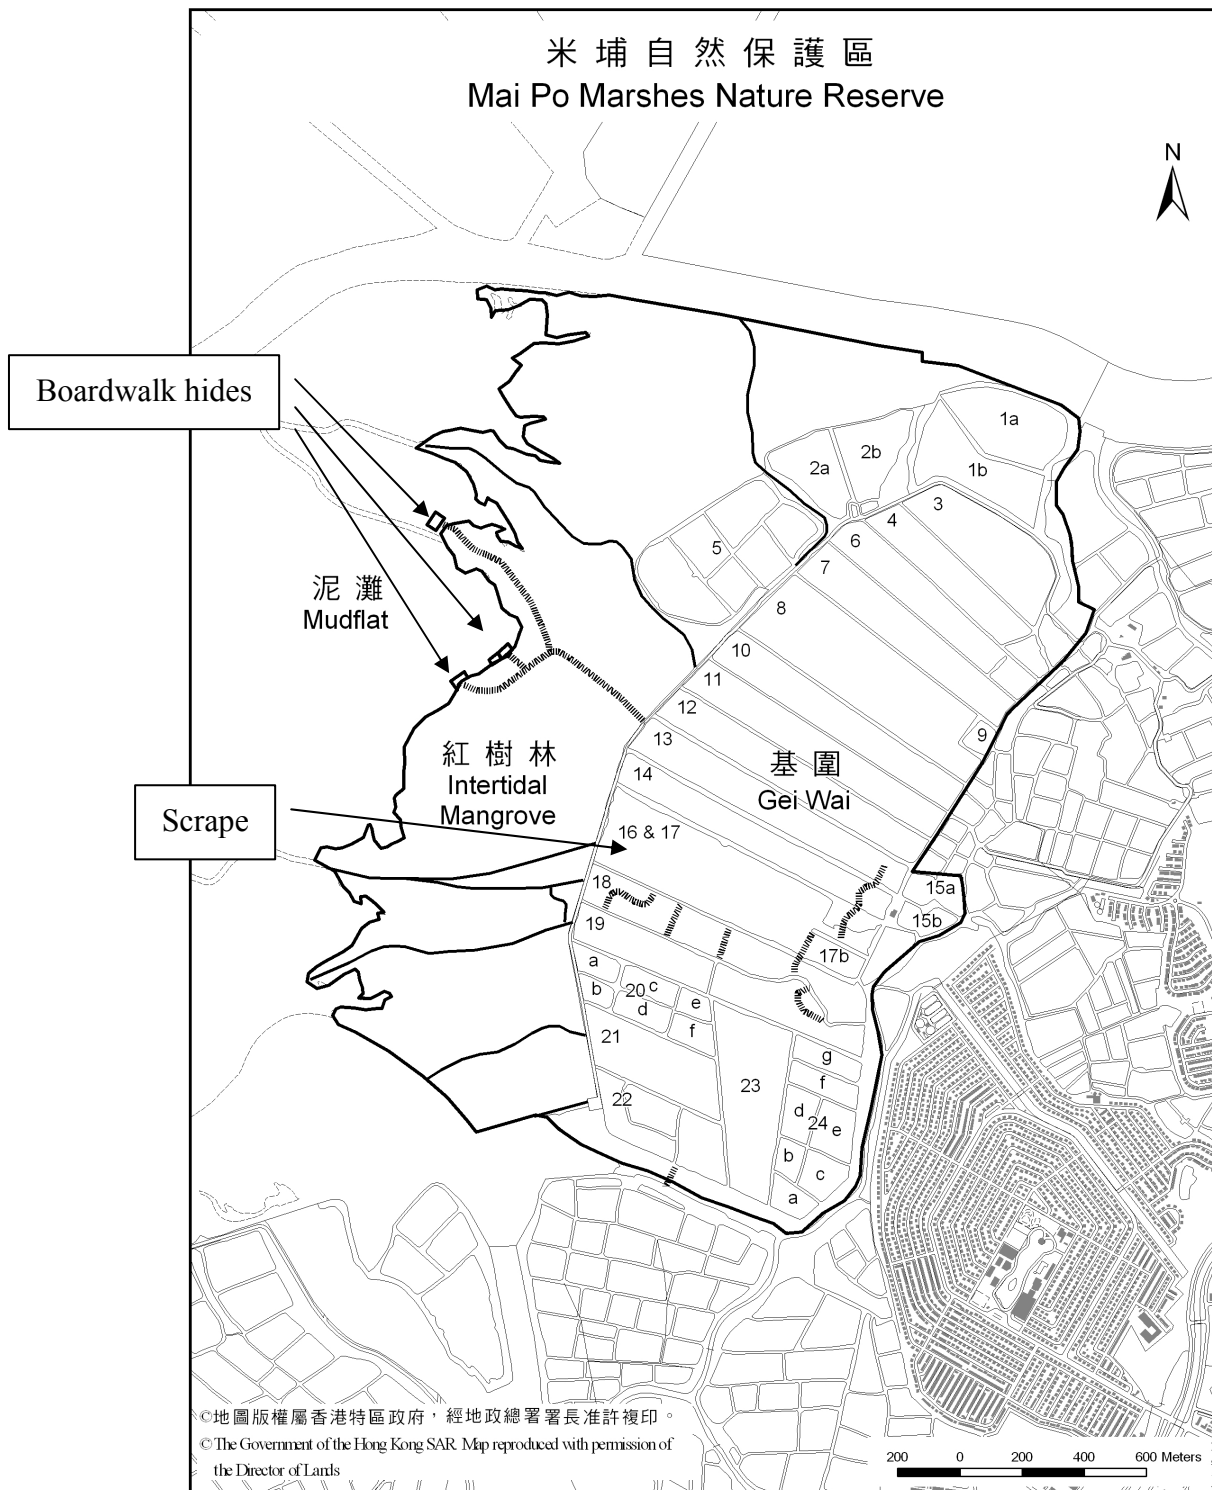 米埔自然保護區
Mai Po Marshes Nature Reserve
N
Boardwalk hides
1a
2b
2a
1b
3
4
5
6
7
泥灘
Mudflat
8
10
11
12
9
13
紅樹林
Intertidal
Mangrove
基圍
Gei Wai
14
Scrape
16 & 17
18
15a
15b
19
17b
a
b
20
c
d
e
f
21
g
f
23
22
d
24
e
b
c
a
©地圖版權屬香港特區政府，經地政總署署長准許複印。
© The Government of the Hong Kong SAR. Map reproduced with permission of
the Director of Lands
200 0 200 400 600 Meters